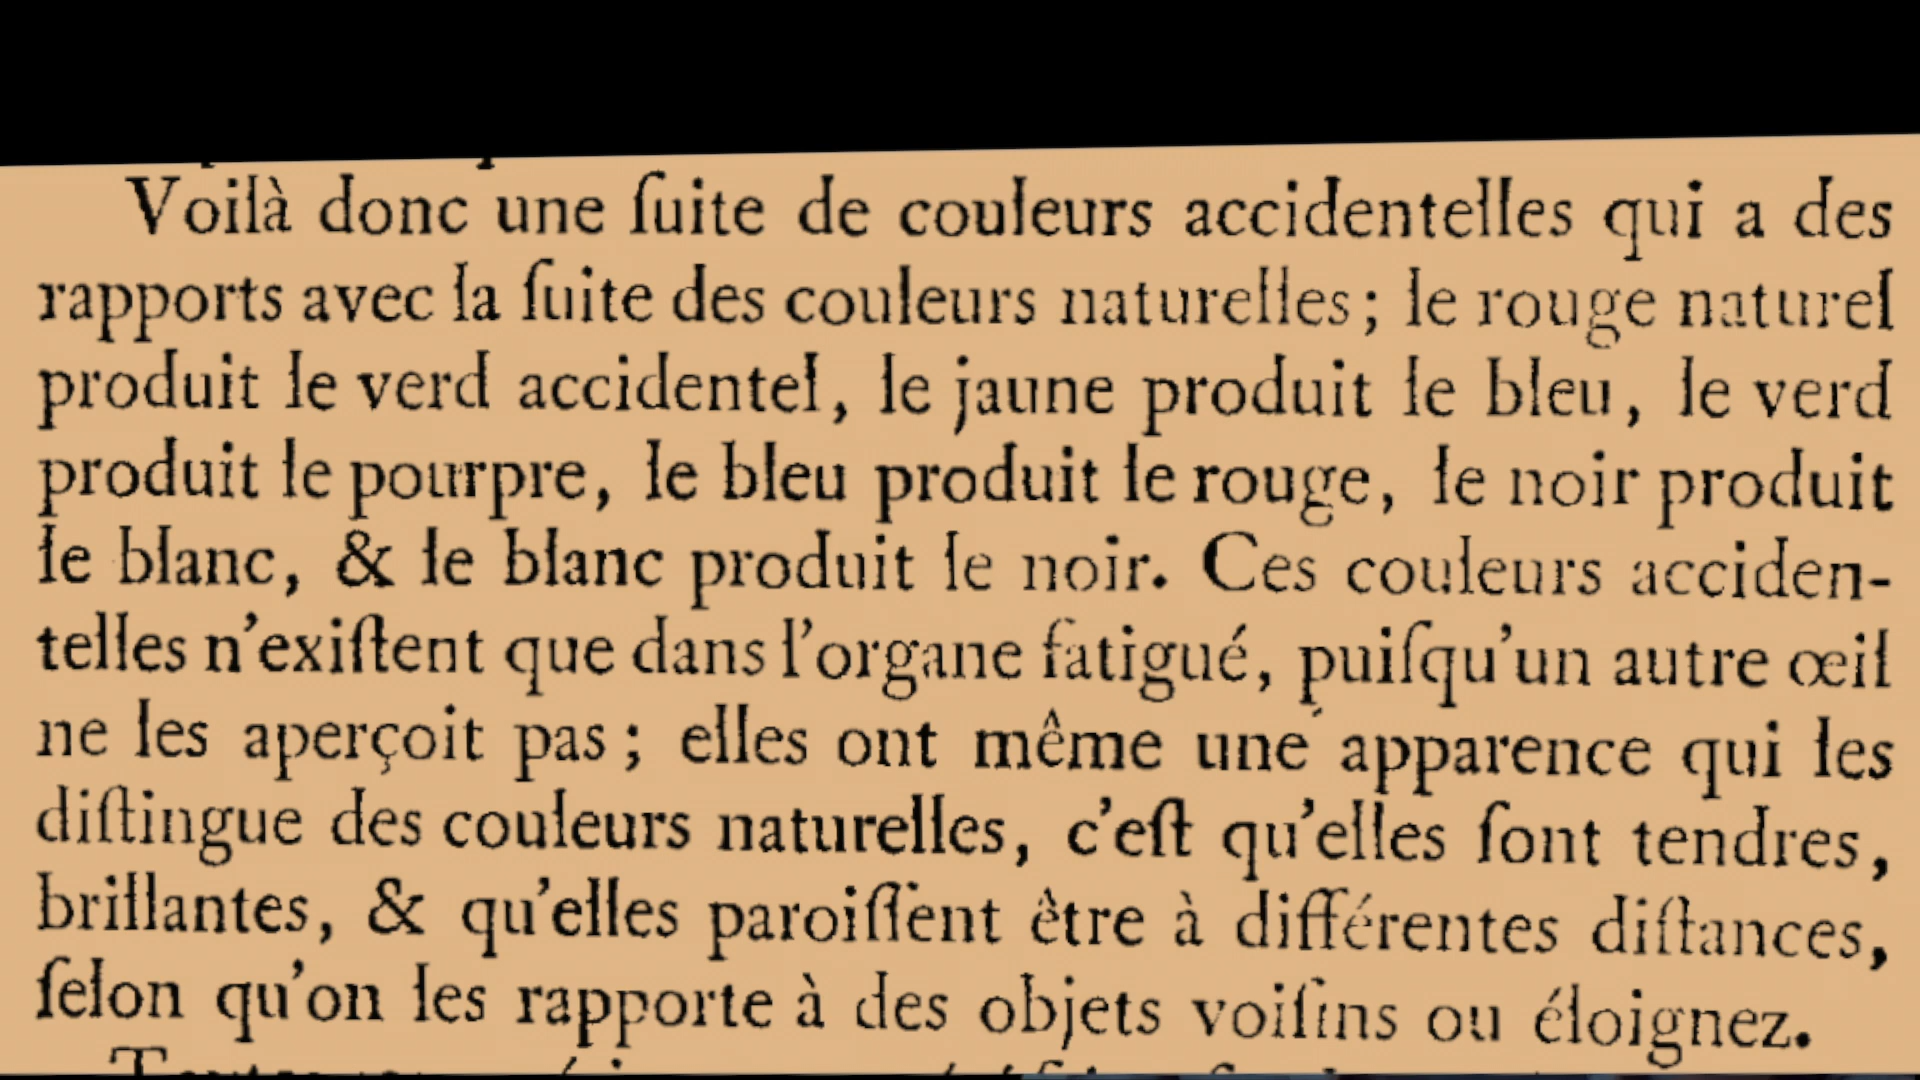 Voilà donc une ſuite de couleurs accidentelles qui a des
rapports avec la ſuite des couleurs naturelles; le rouge naturel
produit le verd accidentel, le jaune produit le bleu, le verd
produit le pourpre, le bleu produit le rouge, le noir produit
le blanc, & le blanc produit le noir. Ces couleurs acciden-
telles n'exiſtent que dans l'organe fatigué, puiſqu'un autre œil
ne les aperçoit pas; elles ont même une apparence qui les
diſtingue des couleurs naturelles, c'eſt qu'elles ſont tendres,
brillantes, & qu'elles paroiſſent être à différentes diſtances,
ſelon qu'on les rapporte à des objets voiſins ou éloignez.